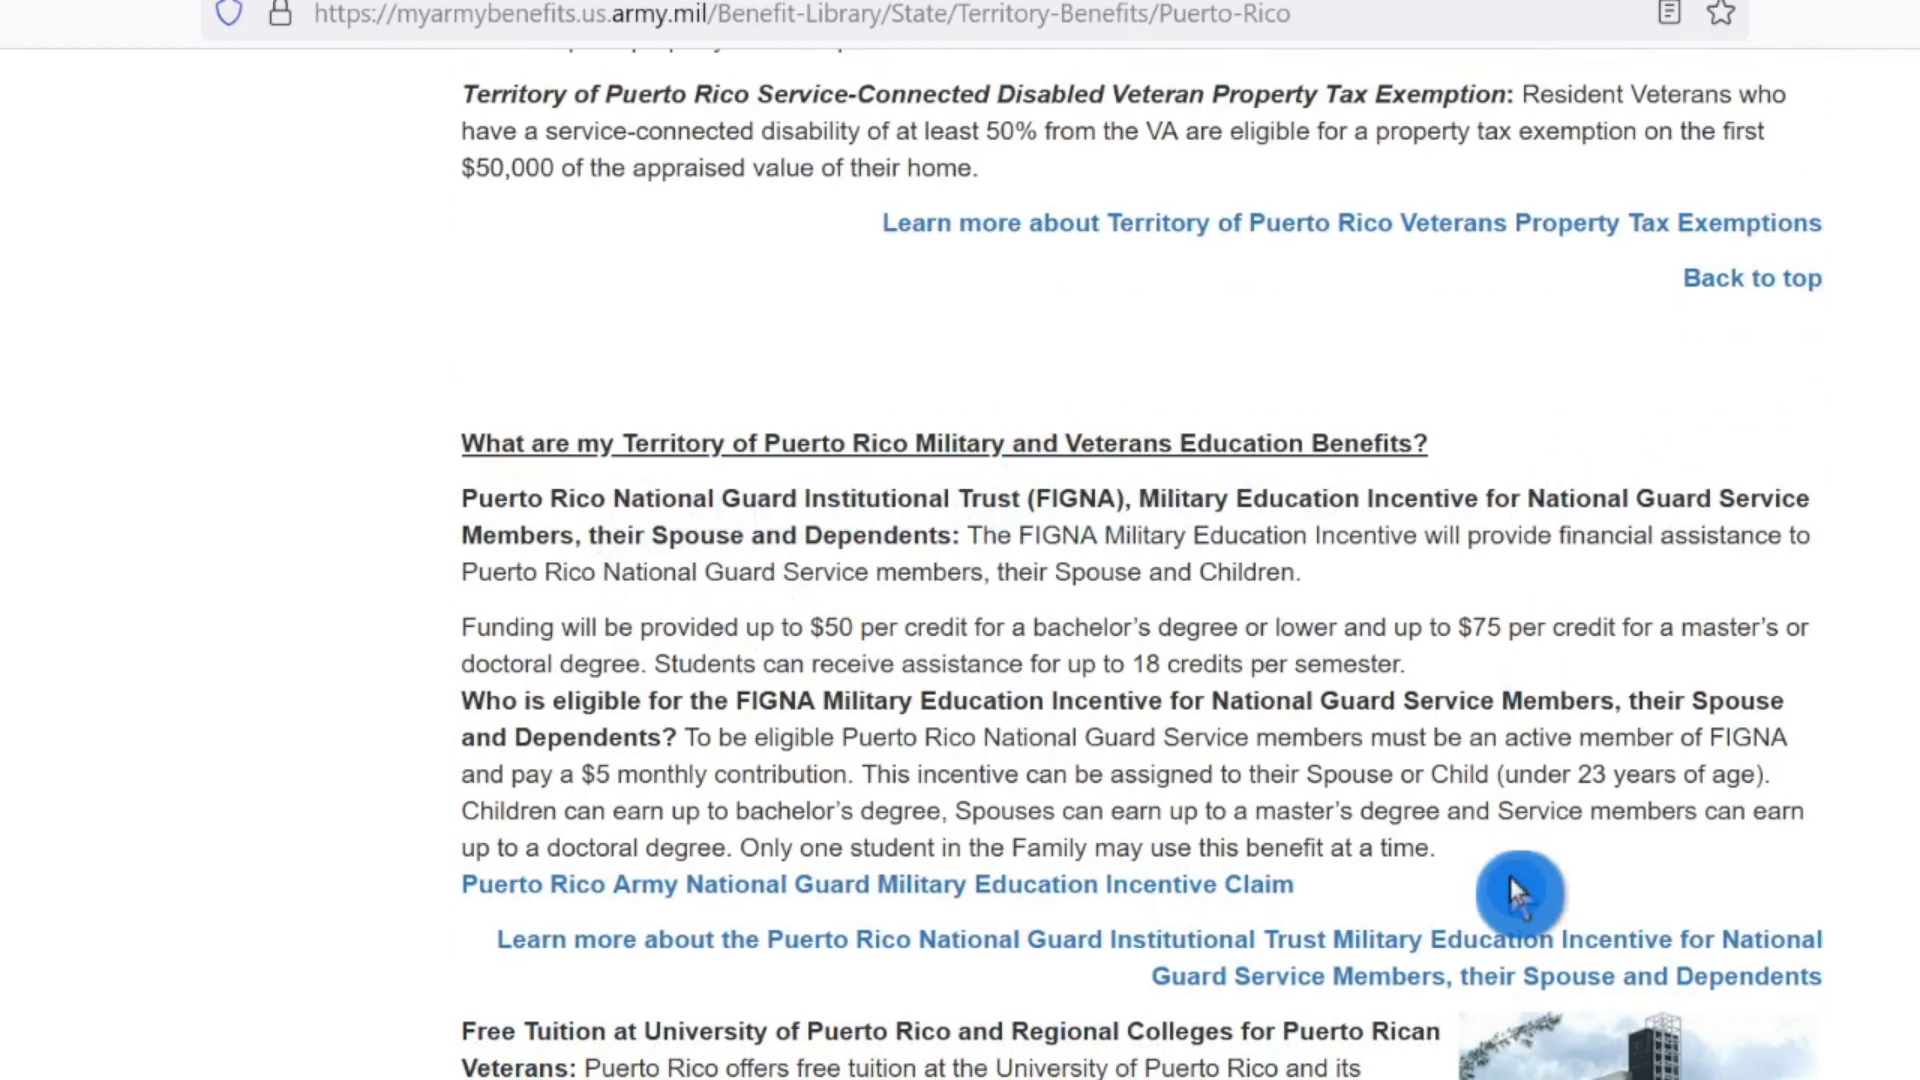 https://myarmybenefits.us.army.mil/Benefit-Library/State/Territory-Benefits/Puerto-Rico
Territory of Puerto Rico Service-Connected Disabled Veteran Property Tax Exemption: Resident Veterans who
have a service-connected disability of at least 50% from the VA are eligible for a property tax exemption on the first
$50,000 of the appraised value of their home.
Learn more about Territory of Puerto Rico Veterans Property Tax Exemptions
Back to top
What are my Territory of Puerto Rico Military and Veterans Education Benefits?
Puerto Rico National Guard Institutional Trust (FIGNA), Military Education Incentive for National Guard Service
Members, their Spouse and Dependents: The FIGNA Military Education Incentive will provide financial assistance to
Puerto Rico National Guard Service members, their Spouse and Children.
Funding will be provided up to $50 per credit for a bachelor’s degree or lower and up to $75 per credit for a master’s or
doctoral degree. Students can receive assistance for up to 18 credits per semester.
Who is eligible for the FIGNA Military Education Incentive for National Guard Service Members, their Spouse
and Dependents? To be eligible Puerto Rico National Guard Service members must be an active member of FIGNA
and pay a $5 monthly contribution. This incentive can be assigned to their Spouse or Child (under 23 years of age).
Children can earn up to bachelor’s degree, Spouses can earn up to a master’s degree and Service members can earn
up to a doctoral degree. Only one student in the Family may use this benefit at a time.
Puerto Rico Army National Guard Military Education Incentive Claim
Learn more about the Puerto Rico National Guard Institutional Trust Military Education Incentive for National
Guard Service Members, their Spouse and Dependents
Free Tuition at University of Puerto Rico and Regional Colleges for Puerto Rican
Veterans: Puerto Rico offers free tuition at the University of Puerto Rico and its